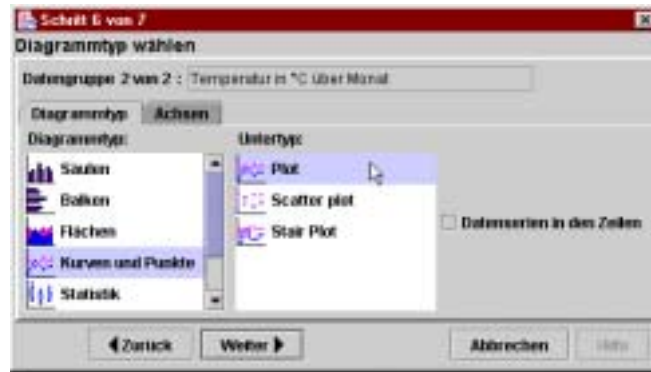 Schritt 6 von 7
Diagrammtyp wählen
Datengruppe 2 von 2 : Temperatur in °C über Monat
Diagrammtyp Achsen
Diagrammtyp: Untertyp:
Säulen Plot
Balken Scatter plot
Flächen Stair Plot
Datenserien in den Zeilen
Kurven und Punkte
Statistik
Zurück Weiter Abbrechen Hilfe